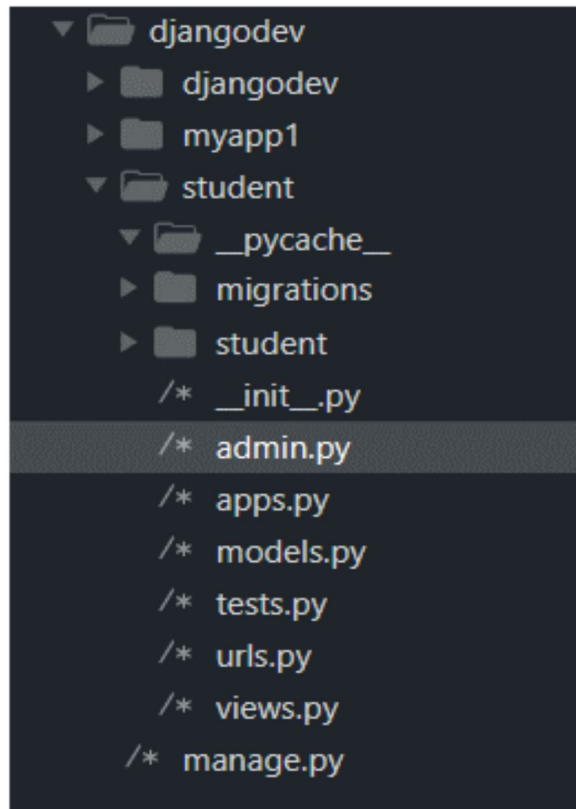 djangodev
djangodev
myapp1
student
__pycache__
migrations
student
/* __init__.py
/* admin.py
/* apps.py
/* models.py
/* tests.py
/* urls.py
/* views.py
/* manage.py